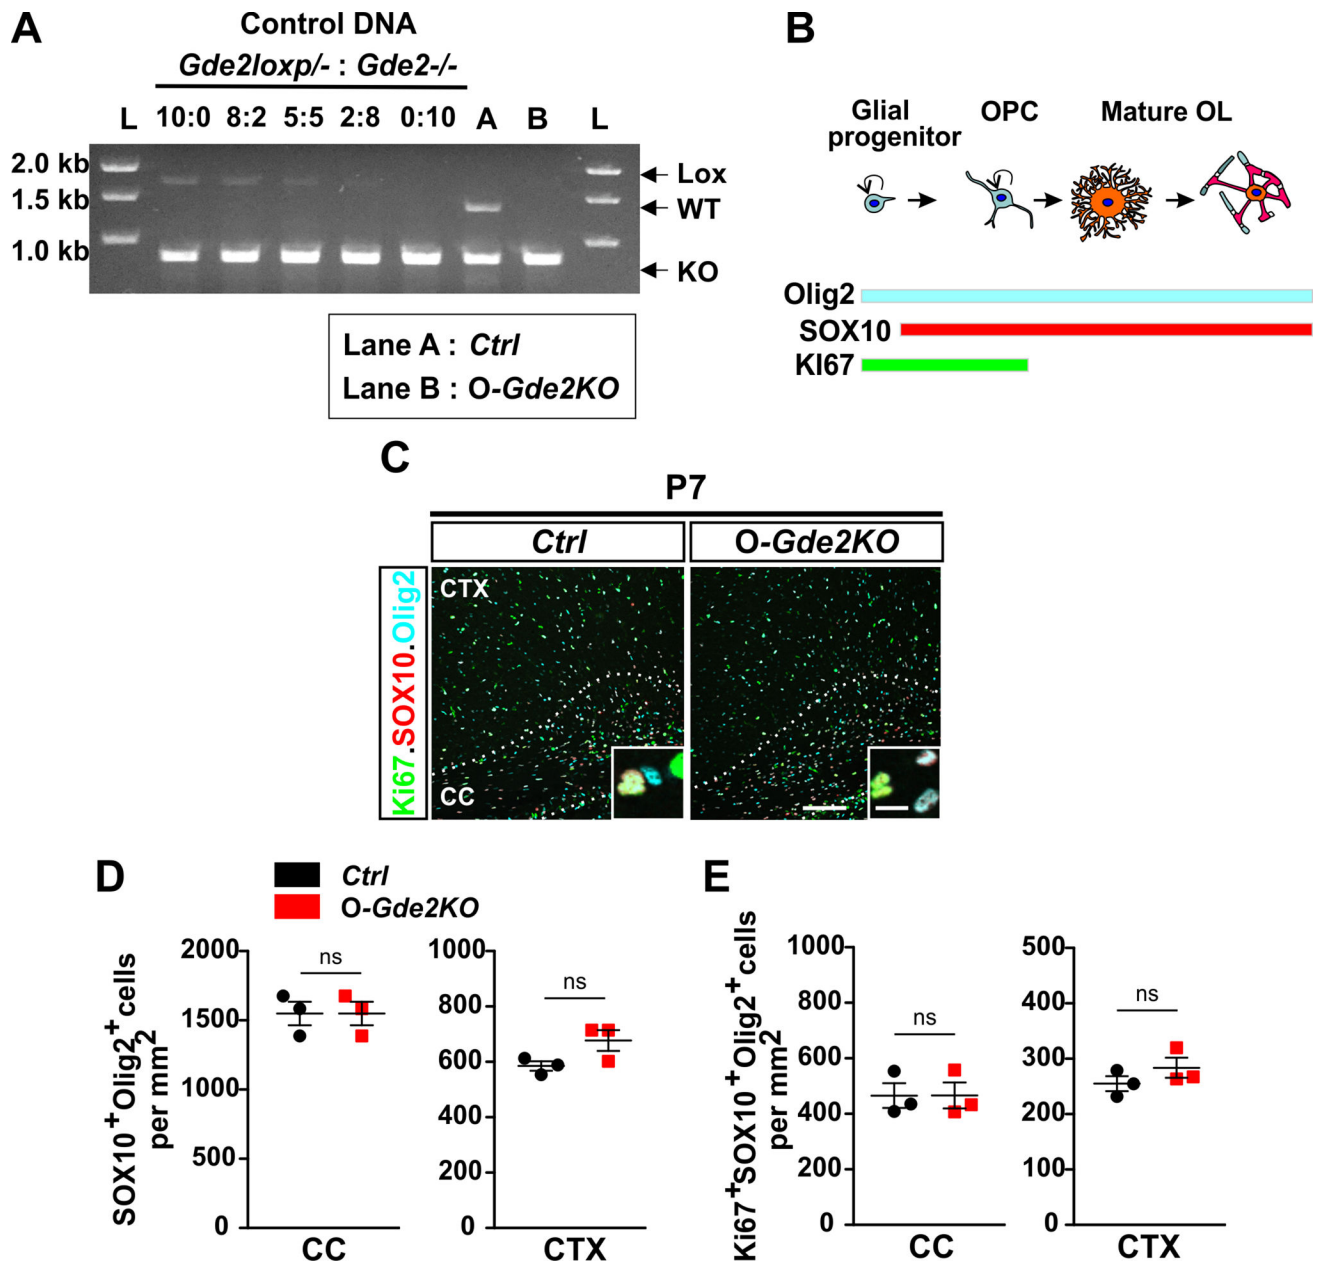 A
Control DNA
Gde2loxp/- : Gde2-/-
L 10:0 8:2 5:5 2:8 0:10 A B L
2.0 kb
1.5 kb
1.0 kb
Lox
WT
KO
Lane A : Ctrl
Lane B : O-Gde2KO
B
Glial progenitor
OPC
Mature OL
Olig2
SOX10
KI67
C
P7
Ctrl
O-Gde2KO
Ki67.SOX10.Olig2
CTX
CC
D
Ctrl
O-Gde2KO
SOX10+Olig2+cells
per mm2
2000
1500
1000
500
0
ns
CC
1000
800
600
400
200
0
ns
CTX
E
Ki67+SOX10+Olig2+cells
per mm2
1000
800
600
400
200
0
ns
CC
500
400
300
200
100
0
ns
CTX